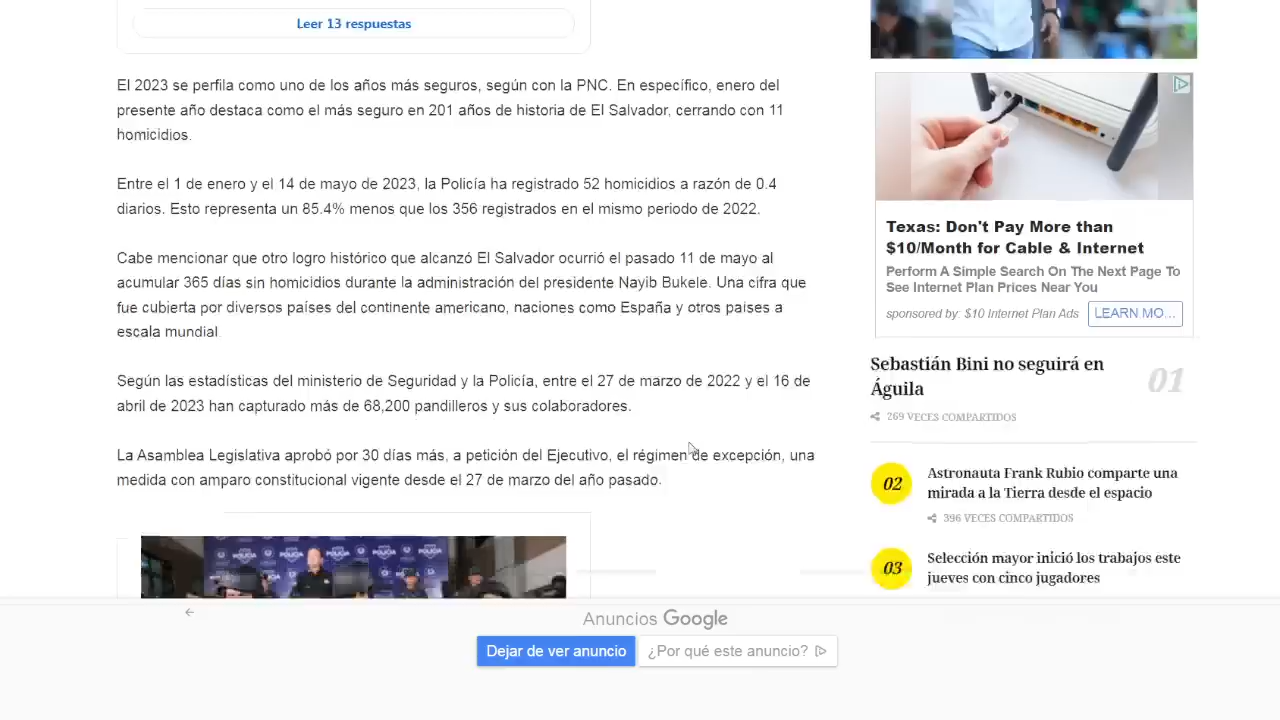 Leer 13 respuestas
El 2023 se perfila como uno de los años más seguros, según con la PNC. En específico, enero del
presente año destaca como el más seguro en 201 años de historia de El Salvador, cerrando con 11
homicidios.
Entre el 1 de enero y el 14 de mayo de 2023, la Policía ha registrado 52 homicidios a razón de 0.4
diarios. Esto representa un 85.4% menos que los 356 registrados en el mismo periodo de 2022.
Cabe mencionar que otro logro histórico que alcanzó El Salvador ocurrió el pasado 11 de mayo al
acumular 365 días sin homicidios durante la administración del presidente Nayib Bukele. Una cifra que
fue cubierta por diversos países del continente americano, naciones como España y otros países a
escala mundial.
Según las estadísticas del ministerio de Seguridad y la Policía, entre el 27 de marzo de 2022 y el 16 de
abril de 2023 han capturado más de 68,200 pandilleros y sus colaboradores.
La Asamblea Legislativa aprobó por 30 días más, a petición del Ejecutivo, el régimen de excepción, una
medida con amparo constitucional vigente desde el 27 de marzo del año pasado.
POLICIA POLICIA POLICIA
Texas: Don't Pay More than
$10/Month for Cable & Internet
Perform A Simple Search On The Next Page To
See Internet Plan Prices Near You
sponsored by: $10 Internet Plan Ads
LEARN MO...
Sebastián Bini no seguirá en
Águila
01
269 VECES COMPARTIDOS
02
Astronauta Frank Rubio comparte una
mirada a la Tierra desde el espacio
396 VECES COMPARTIDOS
03
Selección mayor inició los trabajos este
jueves con cinco jugadores
Anuncios Google
Dejar de ver anuncio
¿Por qué este anuncio?